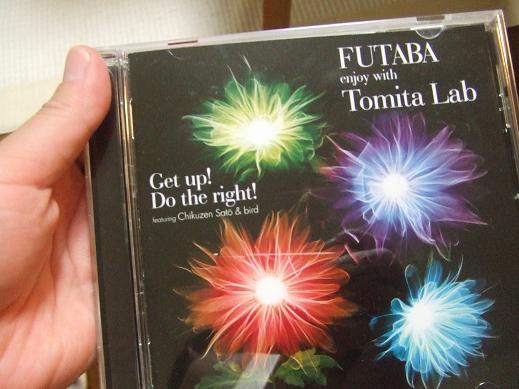 FUTABA
enjoy with
Tomita Lab
Get up!
Do the right!
featuring Chikuzen Satō & bird